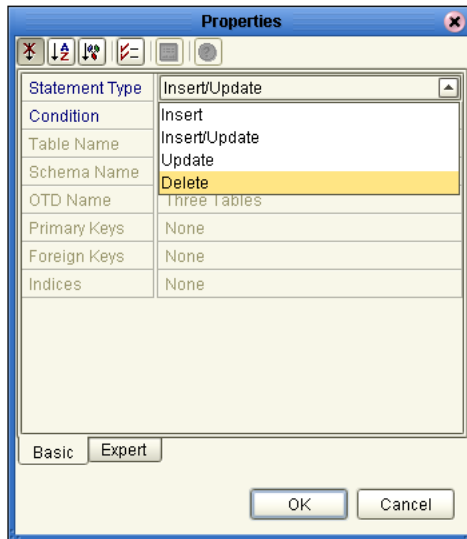 Properties
Statement Type Insert/Update
Condition Insert
Insert/Update
Table Name
Update
Schema Name
Delete
OTD Name Three Tables
Primary Keys None
Foreign Keys None
Indices None
Basic Expert
OK Cancel